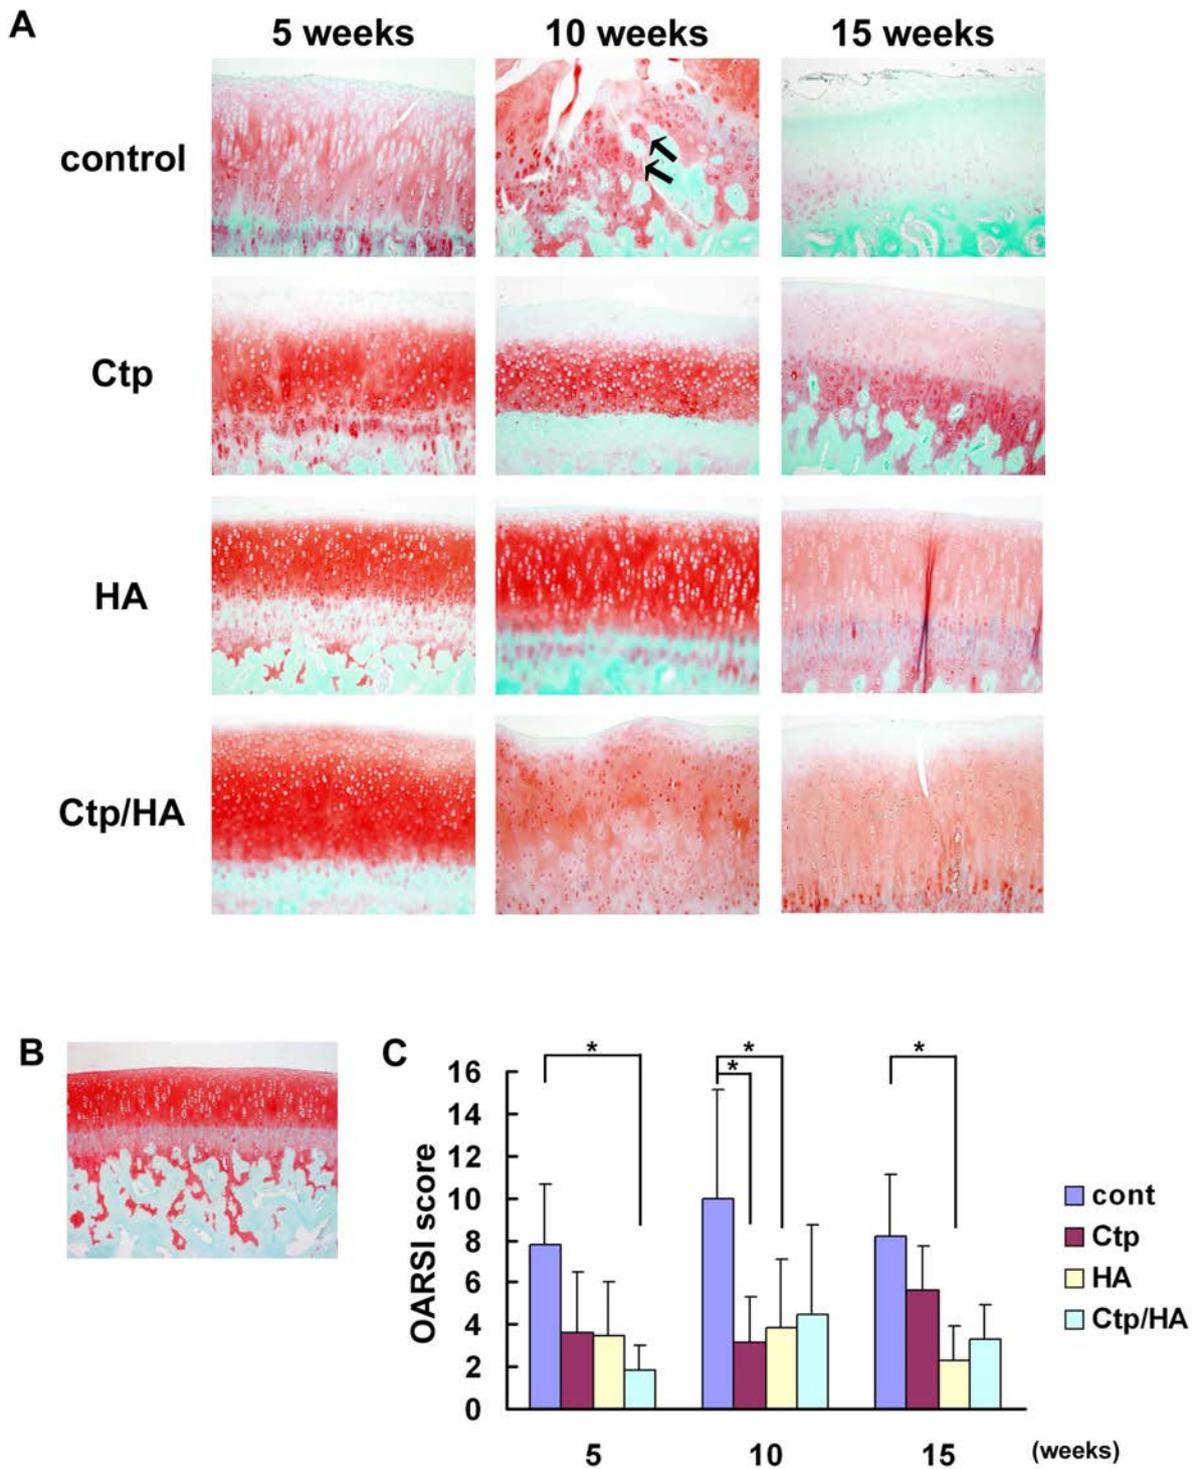 A
5 weeks 10 weeks 15 weeks
control
Ctp
HA
Ctp/HA
B
C
* * * *
OARSI score
16
14
12
10
8
6
4
2
0
5 10 15 (weeks)
cont
Ctp
HA
Ctp/HA